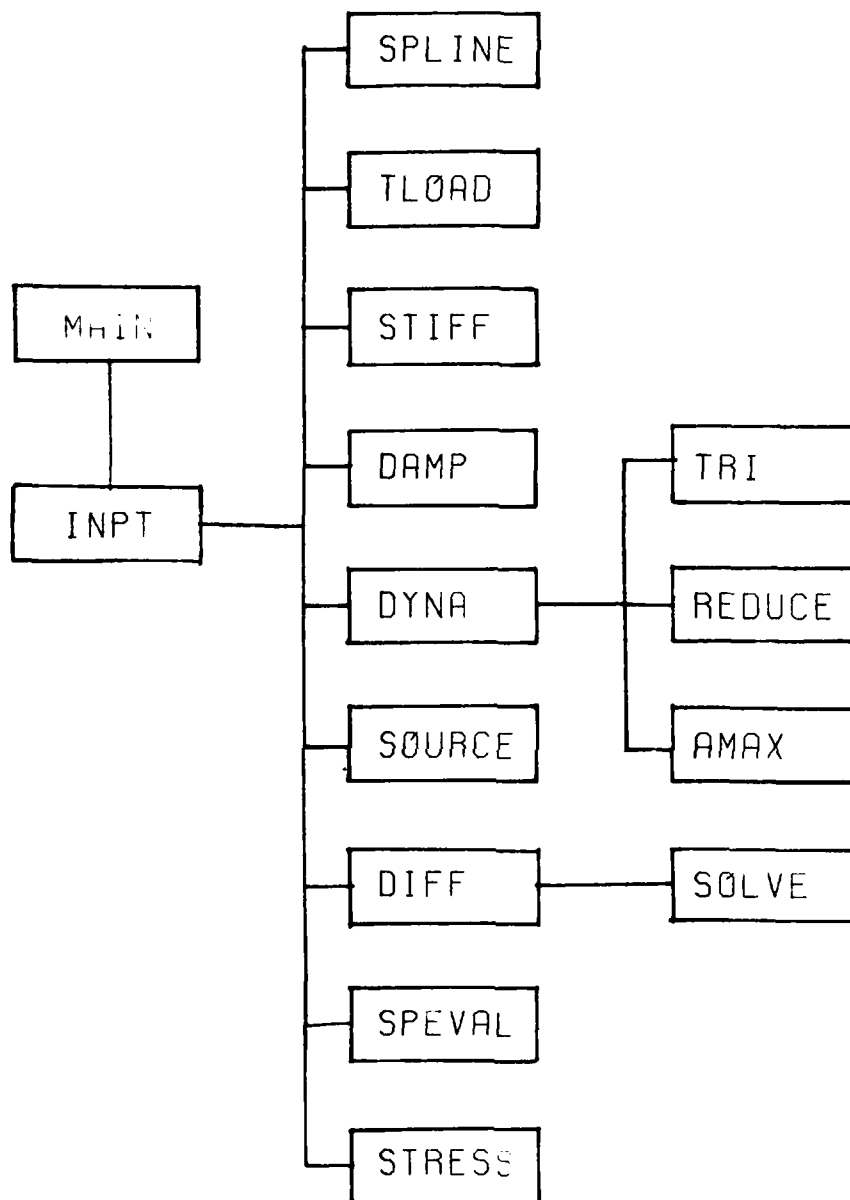 SPLINE
TLØAD
STIFF
MAIN
DAMP
TRI
INPT
DYNA
REDUCE
SØURCE
AMAX
DIFF
SØLVE
SPEVAL
STRESS